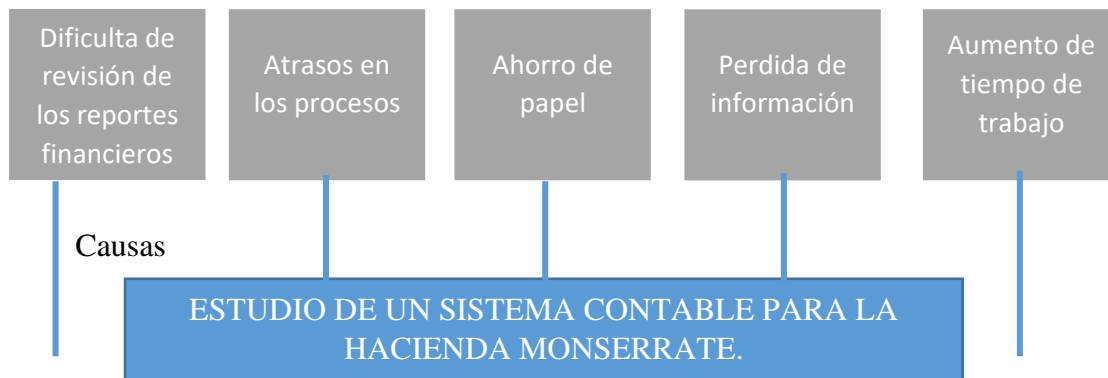 Dificulta de
revisión de
los reportes
financieros
Atrasos en
los procesos
Ahorro de
papel
Perdida de
información
Aumento de
tiempo de
trabajo
Causas
ESTUDIO DE UN SISTEMA CONTABLE PARA LA
HACIENDA MONSERRATE.